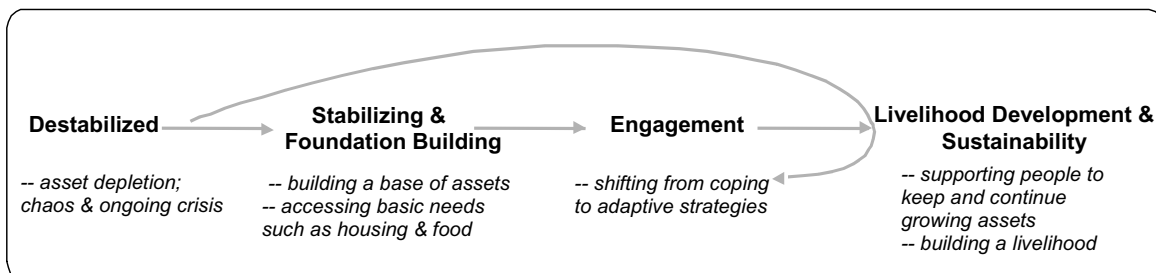 Destabilized
-- asset depletion;
chaos & ongoing crisis
Stabilizing &
Foundation Building
-- building a base of assets
-- accessing basic needs
such as housing & food
Engagement
-- shifting from coping
to adaptive strategies
Livelihood Development &
Sustainability
-- supporting people to
keep and continue
growing assets
-- building a livelihood